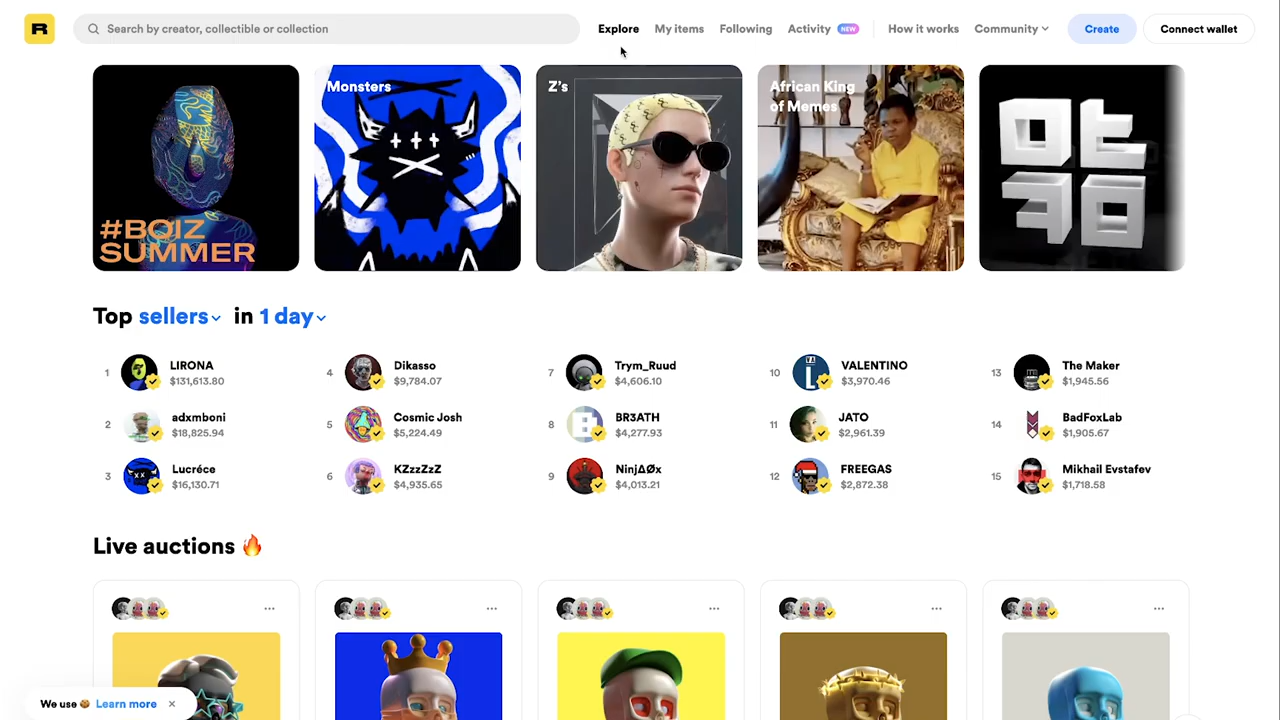 R
Search by creator, collectible or collection
Explore
My items
Following
Activity
NEW
How it works
Community
Create
Connect wallet
#BOIZ
SUMMER
Monsters
Z's
African King
of Memes
Top sellers in 1 day
1
LIRONA
$131,613.80
2
adxmboni
$18,825.94
3
Lucréce
$16,130.71
4
Dikasso
$9,784.07
5
Cosmic Josh
$5,224.49
6
KZzzZzZ
$4,935.65
7
Trym_Ruud
$4,606.10
8
BR3ATH
$4,277.93
9
NinjΔØx
$4,013.21
10
VALENTINO
$3,970.46
11
JATO
$2,961.39
12
FREEGAS
$2,872.38
13
The Maker
$1,945.56
14
BadFoxLab
$1,905.67
15
Mikhail Evstafev
$1,718.58
Live auctions 🔥
We use 🍪 Learn more